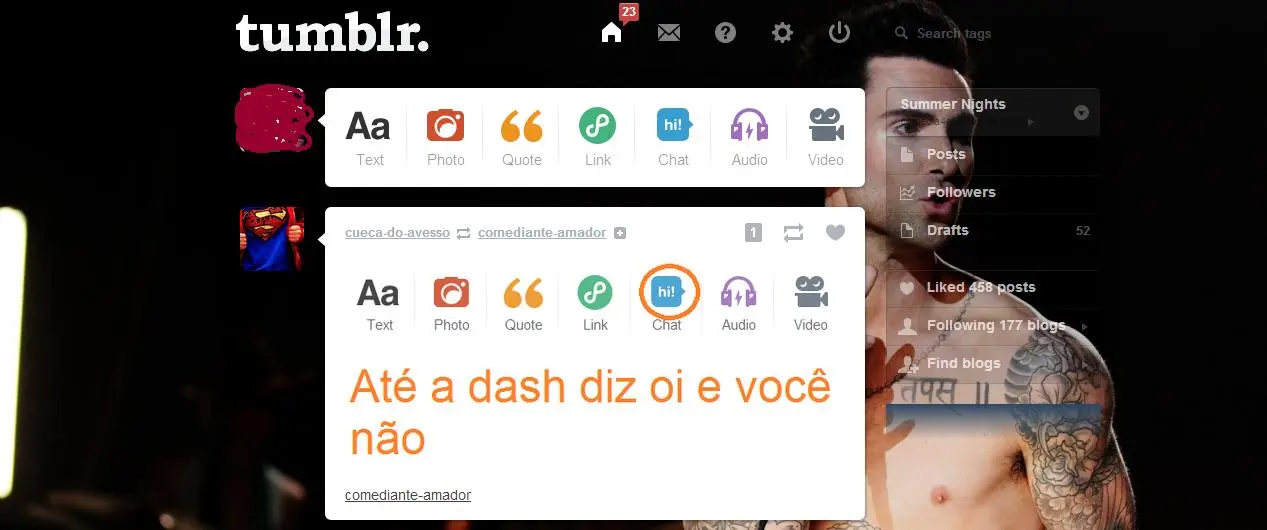 tumblr.
23
Search tags
Aa
hi!
Text
Photo
Quote
Link
Chat
Audio
Video
Summer Nights
Posts
Followers
Drafts
52
Liked 458 posts
Following 177 blogs
Find blogs
cueca-do-avesso
comediante-amador
1
Aa
hi!
Text
Photo
Quote
Link
Chat
Audio
Video
Até a dash diz oi e você
não
comediante-amador
तपस् ॥